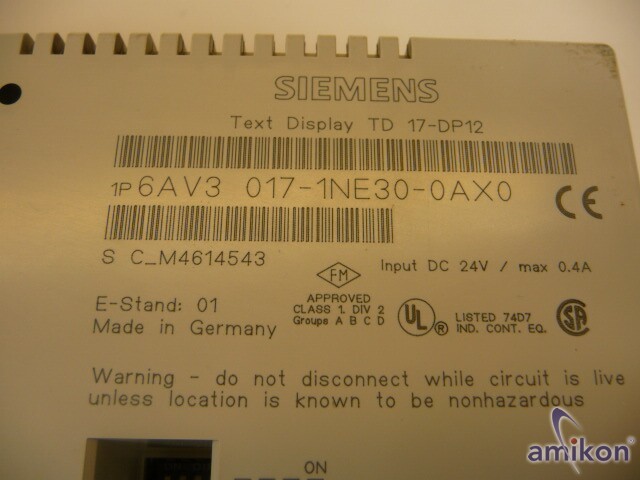 SIEMENS
Text Display TD 17-DP12
1P 6AV3 017-1NE30-0AX0
CE
S C_M4614543
Input DC 24V / max 0.4A
FM
APPROVED
CLASS 1, DIV 2
Groups A B C D
UL ®
LISTED 74D7
IND. CONT. EQ.
SA
E-Stand: 01
Made in Germany
Warning - do not disconnect while circuit is live
unless location is known to be nonhazardous
ON
amikon